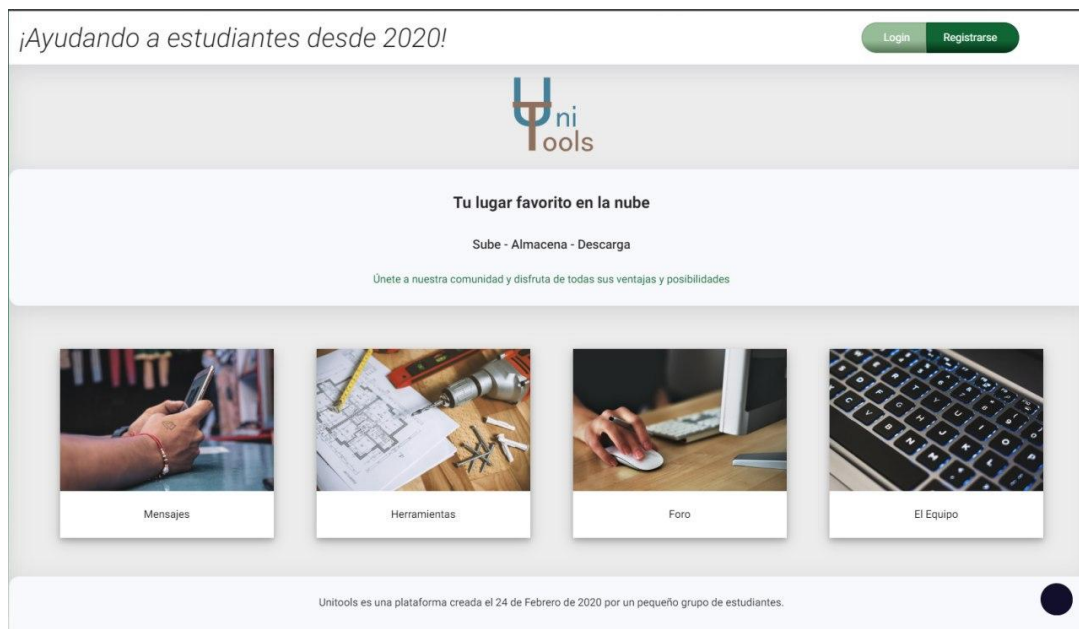 ¡Ayudando a estudiantes desde 2020!
Login
Registrarse
Uni
Tools
Tu lugar favorito en la nube
Sube - Almacena - Descarga
Únete a nuestra comunidad y disfruta de todas sus ventajas y posibilidades
Mensajes
Herramientas
Foro
El Equipo
Unitools es una plataforma creada el 24 de Febrero de 2020 por un pequeño grupo de estudiantes.